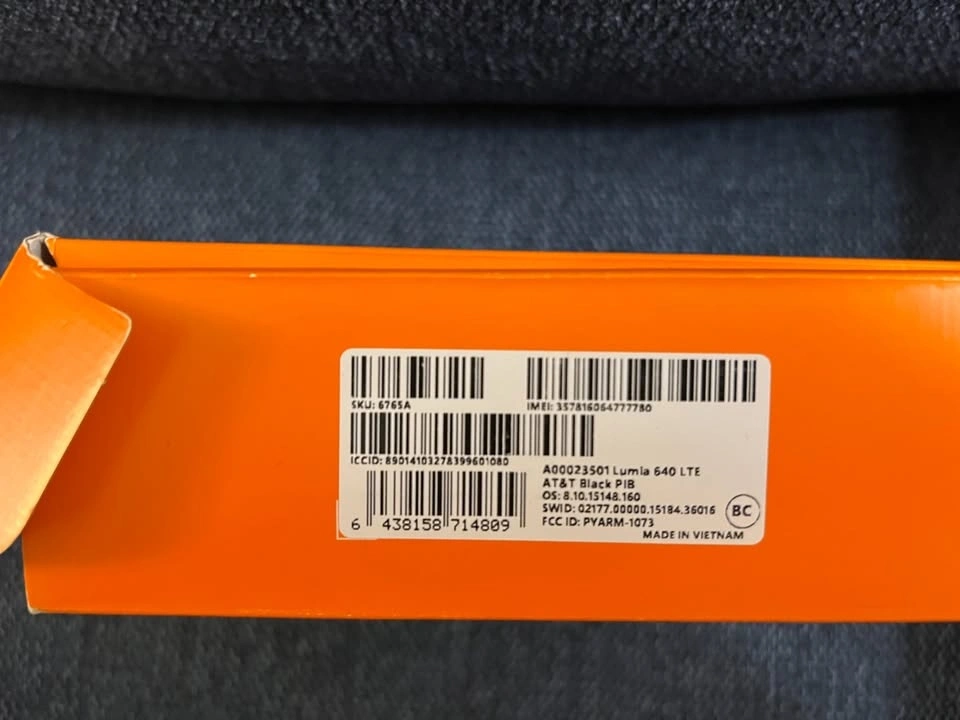 SKU: 6765A
IMEI: 357816064777780
ICCID: 89014103278399601080
A00023501 Lumia 640 LTE
AT&T Black PIB
OS: 8.10.15148.160
SWID: 02177.00000.15184.36016
FCC ID: PYARM-1073
BC
6 438158 714809
MADE IN VIETNAM